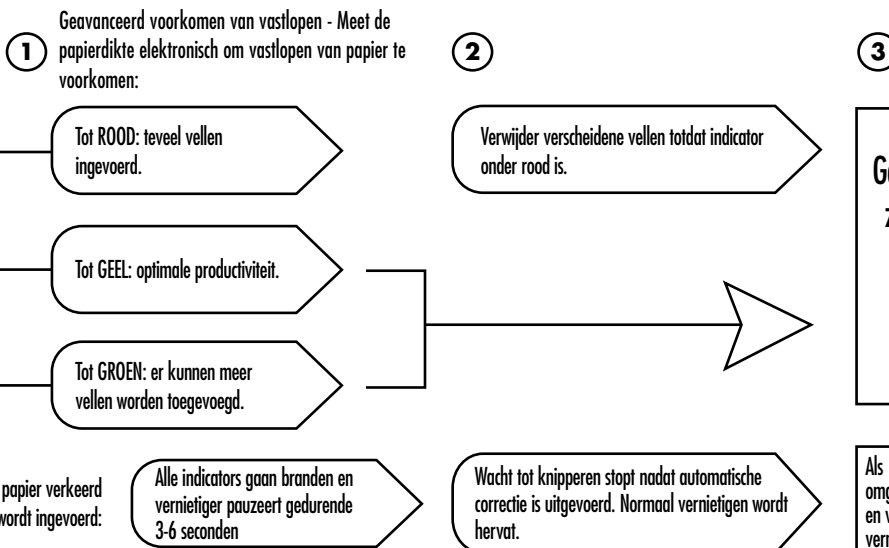 Geavanceerd voorkomen van vastlopen - Meet de
1 papierdikte elektronisch om vastlopen van papier te
voorkomen:
2
3
Tot ROOD: teveel vellen
ingevoerd.
Verwijder verscheidene vellen totdat indicator
onder rood is.
Tot GEEL: optimale productiviteit.
Tot GROEN: er kunnen meer
vellen worden toegevoegd.
papier verkeerd
wordt ingevoerd:
Alle indicators gaan branden en
vernietiger pauzeert gedurende
3-6 seconden
Wacht tot knipperen stopt nadat automatische
correctie is uitgevoerd. Normaal vernietigen wordt
hervat.
Als